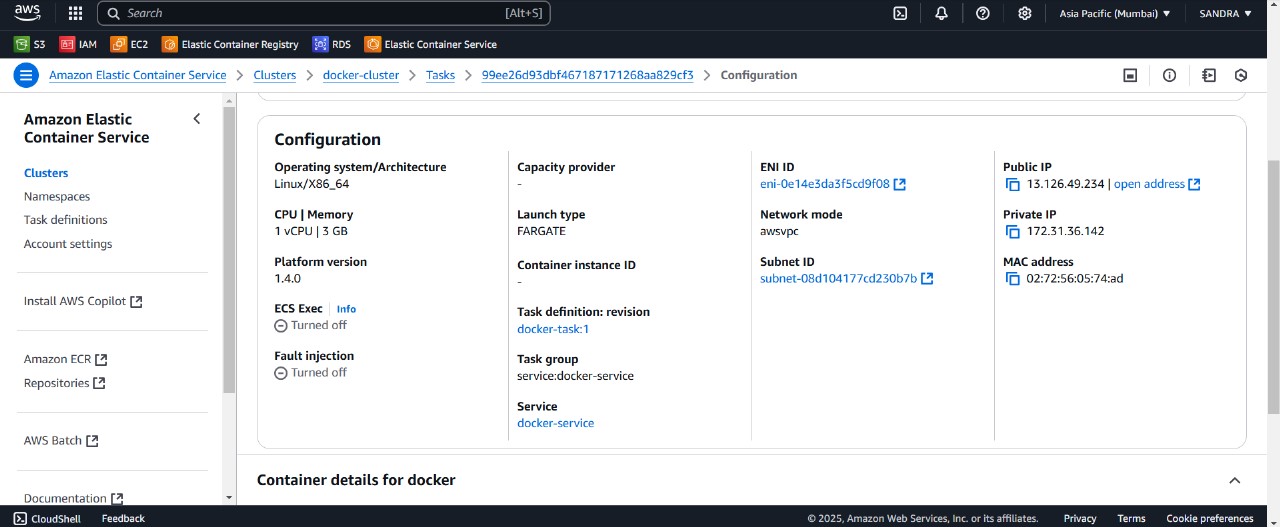 aws
Search [Alt+S]
Asia Pacific (Mumbai) ▼ SANDRA ▼
S3 IAM EC2 Elastic Container Registry RDS Elastic Container Service
Amazon Elastic Container Service > Clusters > docker-cluster > Tasks > 99ee26d93dbf467187171268aa829cf3 > Configuration
Amazon Elastic
Container Service
Clusters
Namespaces
Task definitions
Account settings
Install AWS Copilot
Amazon ECR
Repositories
AWS Batch
Documentation
Configuration
Operating system/Architecture
Linux/X86_64
CPU | Memory
1 vCPU | 3 GB
Platform version
1.4.0
ECS Exec | Info
Turned off
Fault injection
Turned off
Capacity provider
-
Launch type
FARGATE
Container instance ID
-
Task definition: revision
docker-task:1
Task group
service:docker-service
Service
docker-service
ENI ID
eni-0e14e3da3f5cd9f08
Network mode
awsvpc
Subnet ID
subnet-08d104177cd230b7b
Public IP
13.126.49.234 | open address
Private IP
172.31.36.142
MAC address
02:72:56:05:74:ad
Container details for docker
CloudShell Feedback © 2025, Amazon Web Services, Inc. or its affiliates. Privacy Terms Cookie preferences